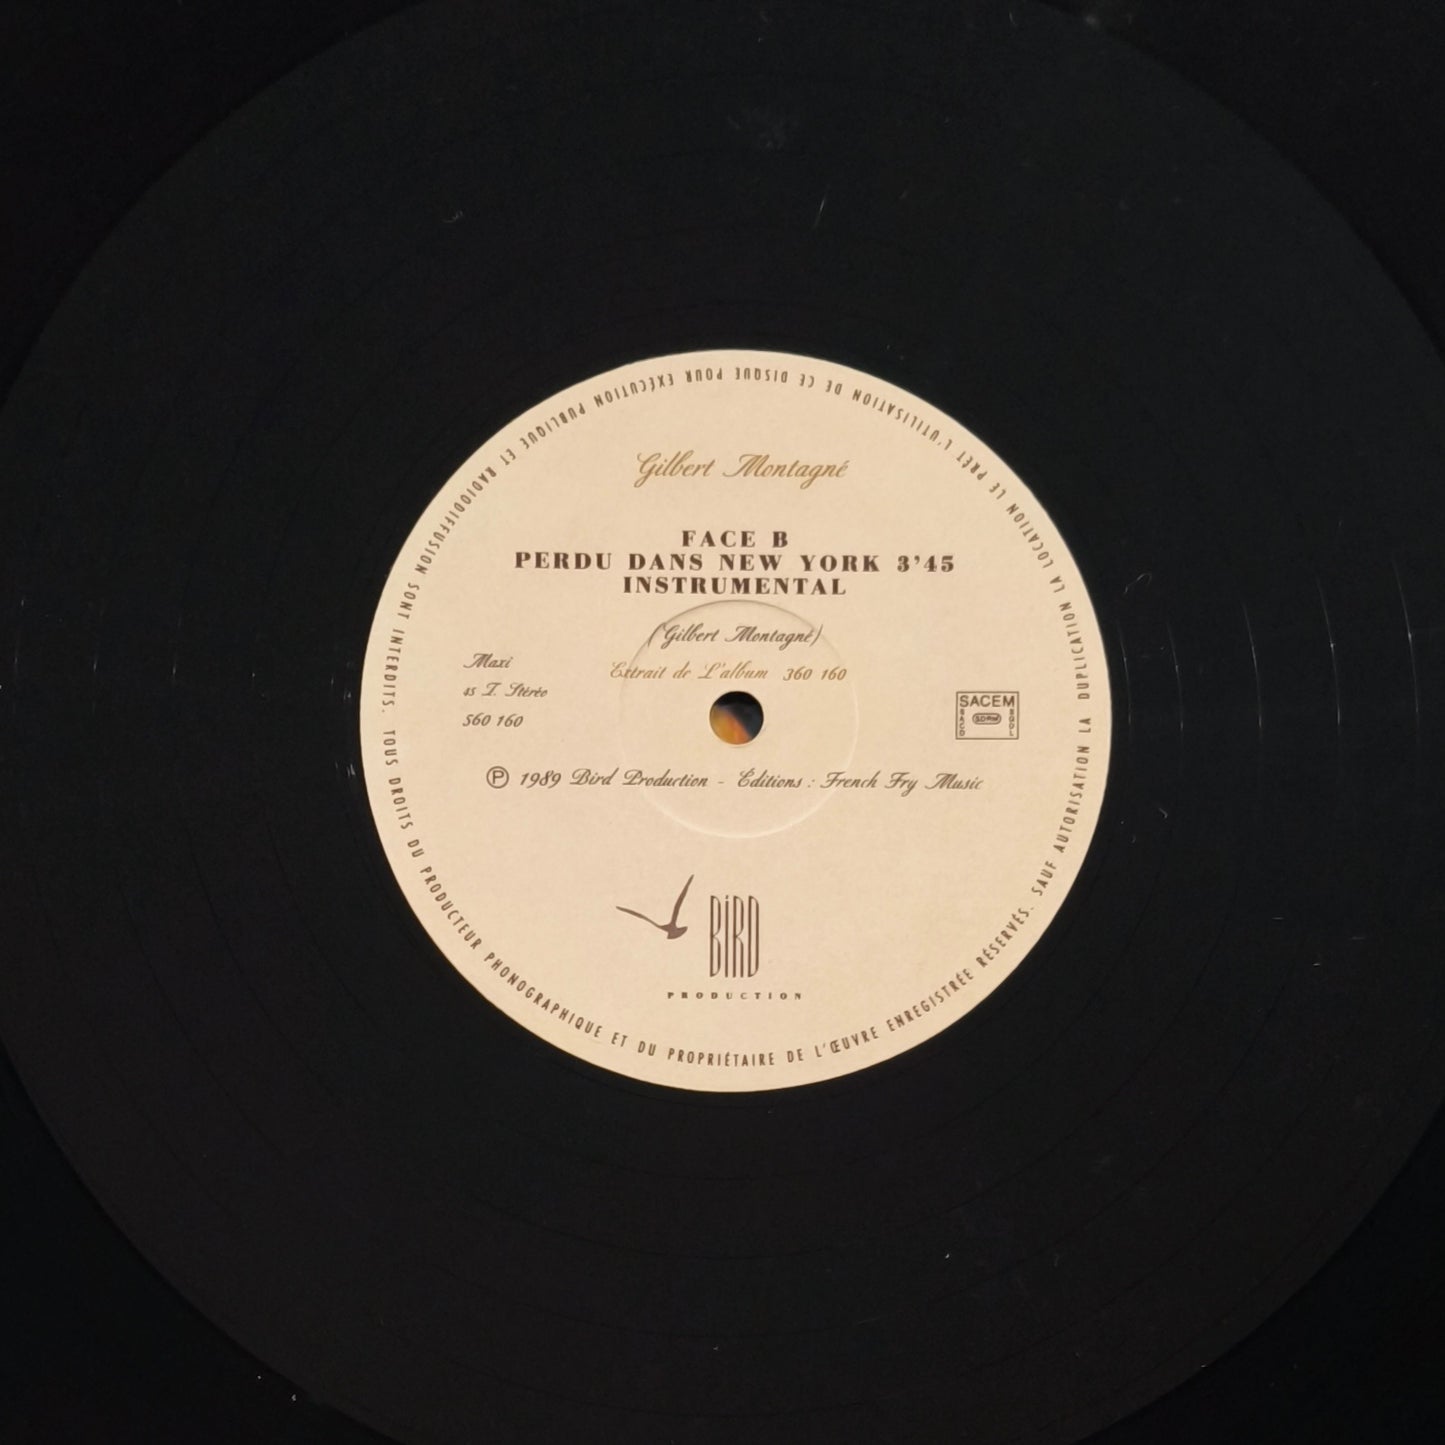 Gilbert Montagné
FACE B
PERDU DANS NEW YORK 3'45
INSTRUMENTAL
(Gilbert Montagné)
Extrait de L'album 360 160
Maxi
45 T. Stéréo
560 160
SACEM
SACD
SDRM
SGDL
Ⓟ 1989 Bird Production - Éditions : French Fry Music
BiRD
PRODUCTION
TOUS DROITS DU PRODUCTEUR PHONOGRAPHIQUE ET DU PROPRIÉTAIRE DE L'ŒUVRE ENREGISTRÉE RÉSERVÉS. SAUF AUTORISATION LA DUPLICATION LA LOCATION LE PRÊT L'UTILISATION DE CE DISQUE POUR EXÉCUTION PUBLIQUE ET RADIODIFFUSION SONT INTERDITS.